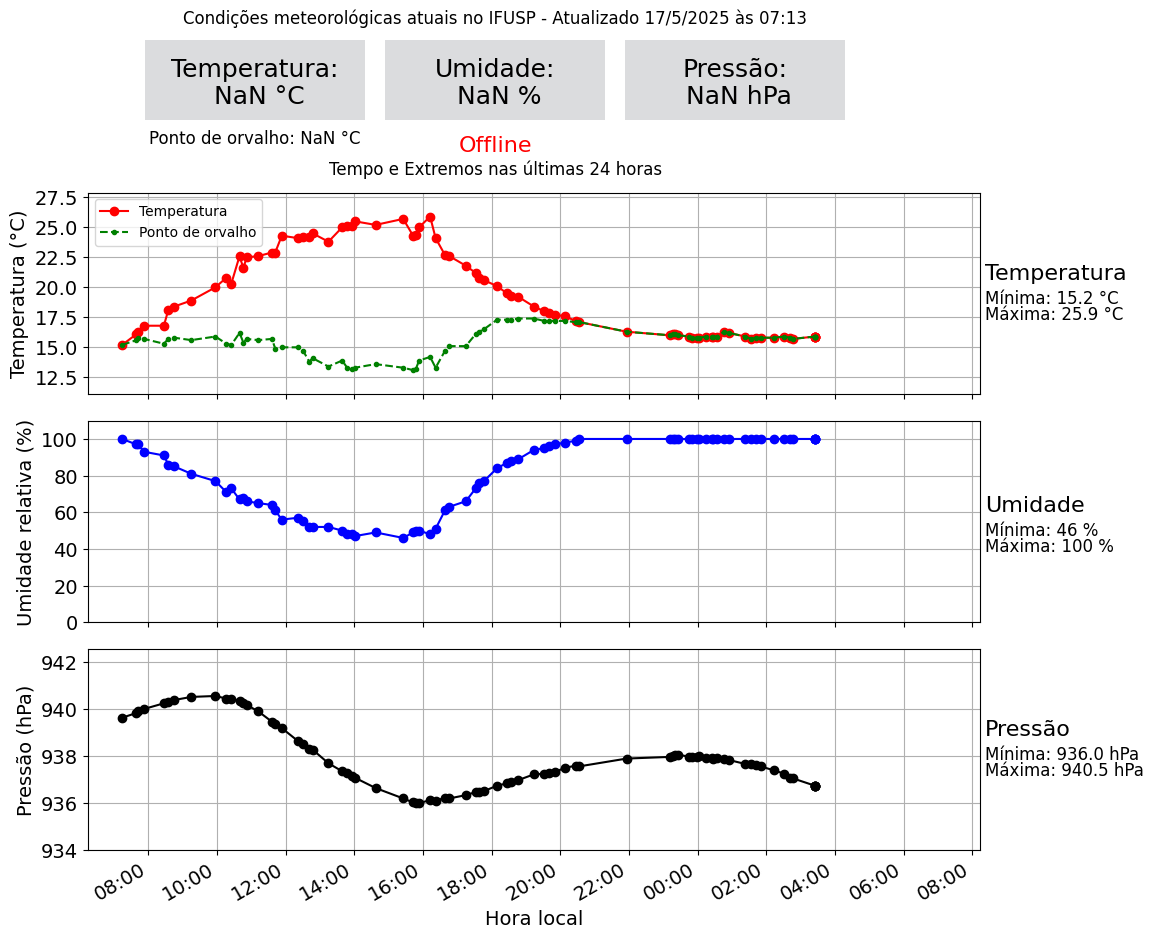 Condições meteorológicas atuais no IFUSP - Atualizado 17/5/2025 às 07:13
Temperatura:
NaN °C
Umidade:
NaN %
Pressão:
NaN hPa
Ponto de orvalho: NaN °C
Offline
Tempo e Extremos nas últimas 24 horas
Temperatura (°C)
27.5
25.0
22.5
20.0
17.5
15.0
12.5
Temperatura
Ponto de orvalho
Temperatura
Mínima: 15.2 °C
Máxima: 25.9 °C
Umidade relativa (%)
100
80
60
40
20
0
Umidade
Mínima: 46 %
Máxima: 100 %
Pressão (hPa)
942
940
938
936
934
Pressão
Mínima: 936.0 hPa
Máxima: 940.5 hPa
08:00 10:00 12:00 14:00 16:00 18:00 20:00 22:00 00:00 02:00 04:00 06:00 08:00
Hora local